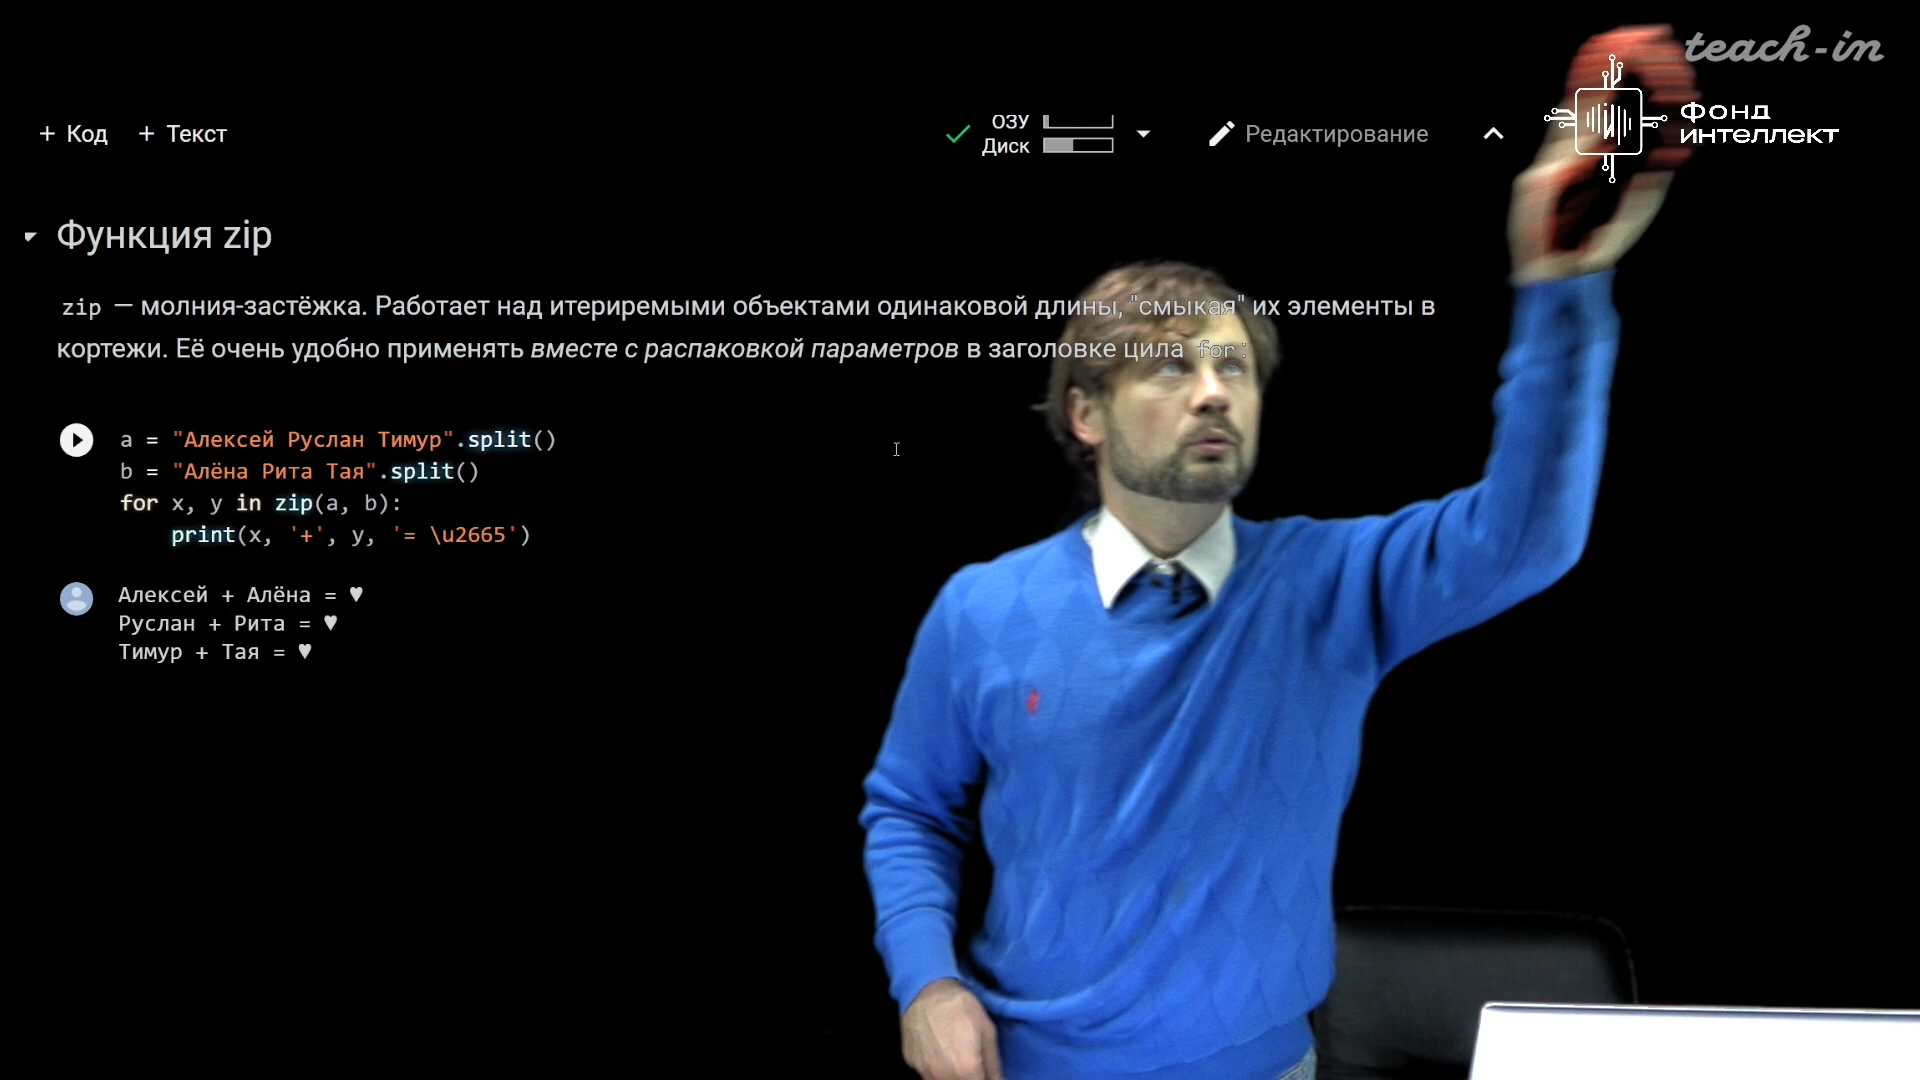 teach-in
Фонд
интеллект
+ Код + Текст
ОЗУ
Диск
Редактирование
Функция zip
zip — молния-застёжка. Работает над итериремыми объектами одинаковой длины, "смыкая" их элементы в
кортежи. Её очень удобно применять вместе с распаковкой параметров в заголовке цила for:
a = "Алексей Руслан Тимур".split()
b = "Алёна Рита Тая".split()
for x, y in zip(a, b):
    print(x, '+', y, '= \u2665')
Алексей + Алёна = ♥
Руслан + Рита = ♥
Тимур + Тая = ♥